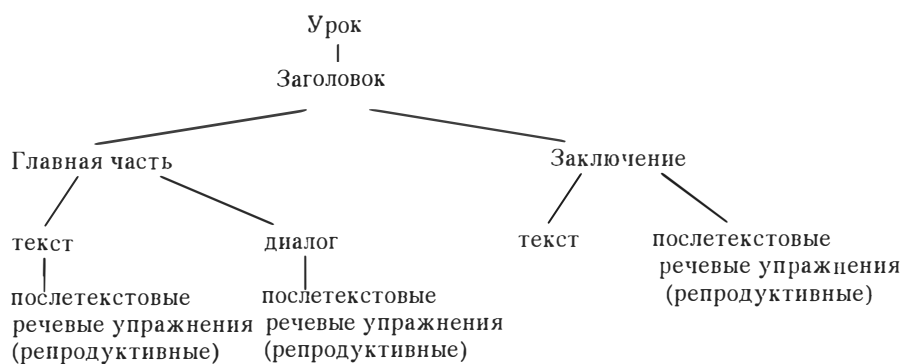 Урок
Заголовок
Главная часть
Заключение
текст
диалог
текст
послетекстовые
речевые упражнения
(репродуктивные)
послетекстовые
речевые упражнения
(репродуктивные)
послетекстовые
речевые упражнения
(репродуктивные)